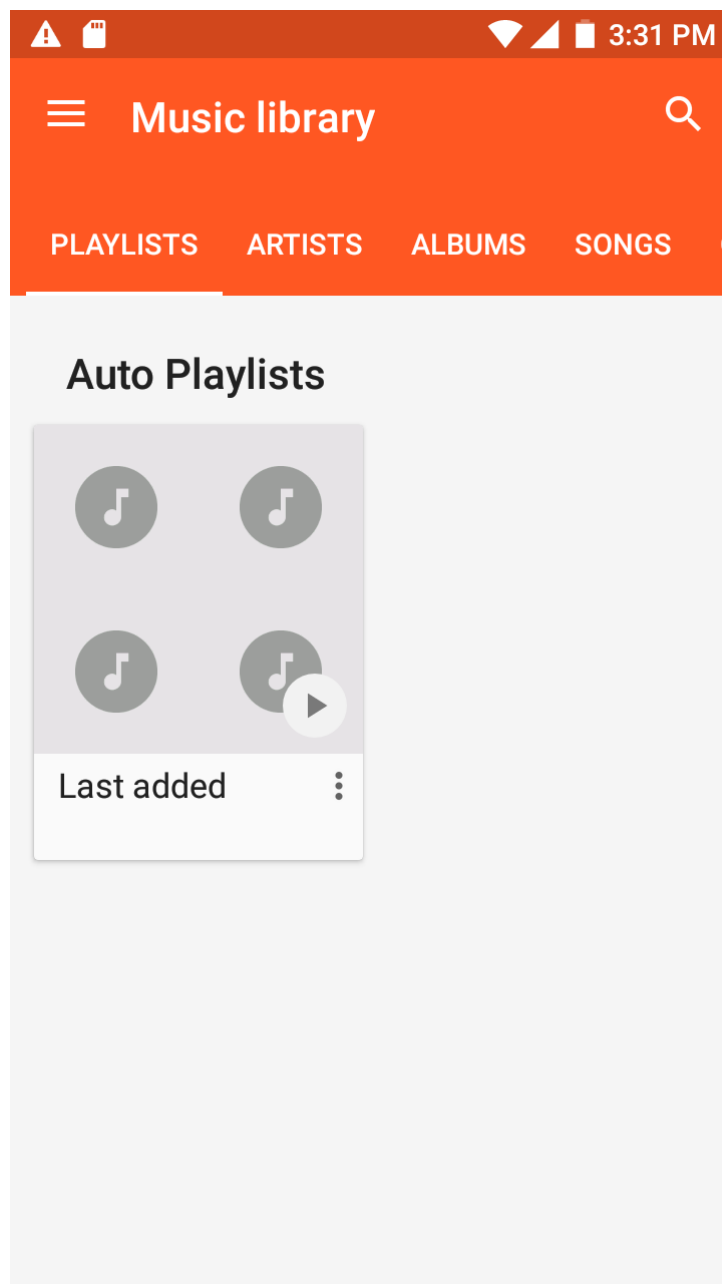 3:31 PM
Music library
PLAYLISTS ARTISTS ALBUMS SONGS
Auto Playlists
Last added